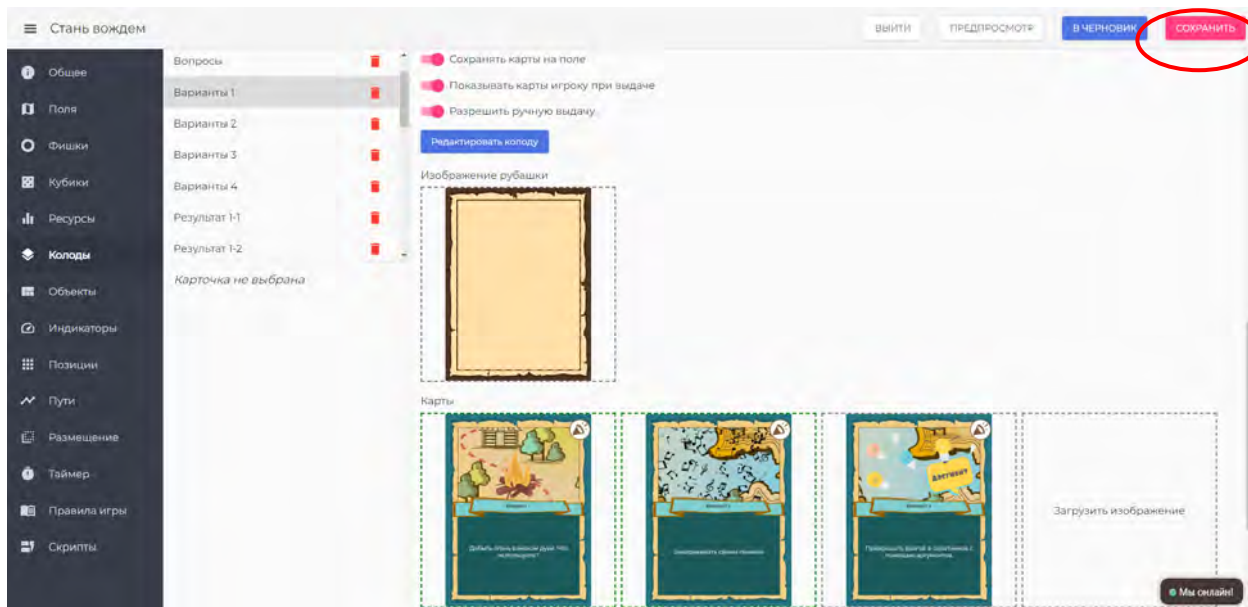 Стань вождем
ВЫЙТИ
ПРЕДПРОСМОТР
В ЧЕРНОВИК
СОХРАНИТЬ
Общее
Поля
Фишки
Кубики
Ресурсы
Колоды
Объекты
Индикаторы
Позиции
Пути
Размещение
Таймер
Правила игры
Скрипты
Вопросы
Варианты 1
Варианты 2
Варианты 3
Варианты 4
Результат 1-1
Результат 1-2
Карточка не выбрана
Сохранять карты на поле
Показывать карты игроку при выдаче
Разрешить ручную выдачу
Редактировать колоду
Изображение рубашки
Карты
АРГУМЕНТ
Загрузить изображение
Мы онлайн!